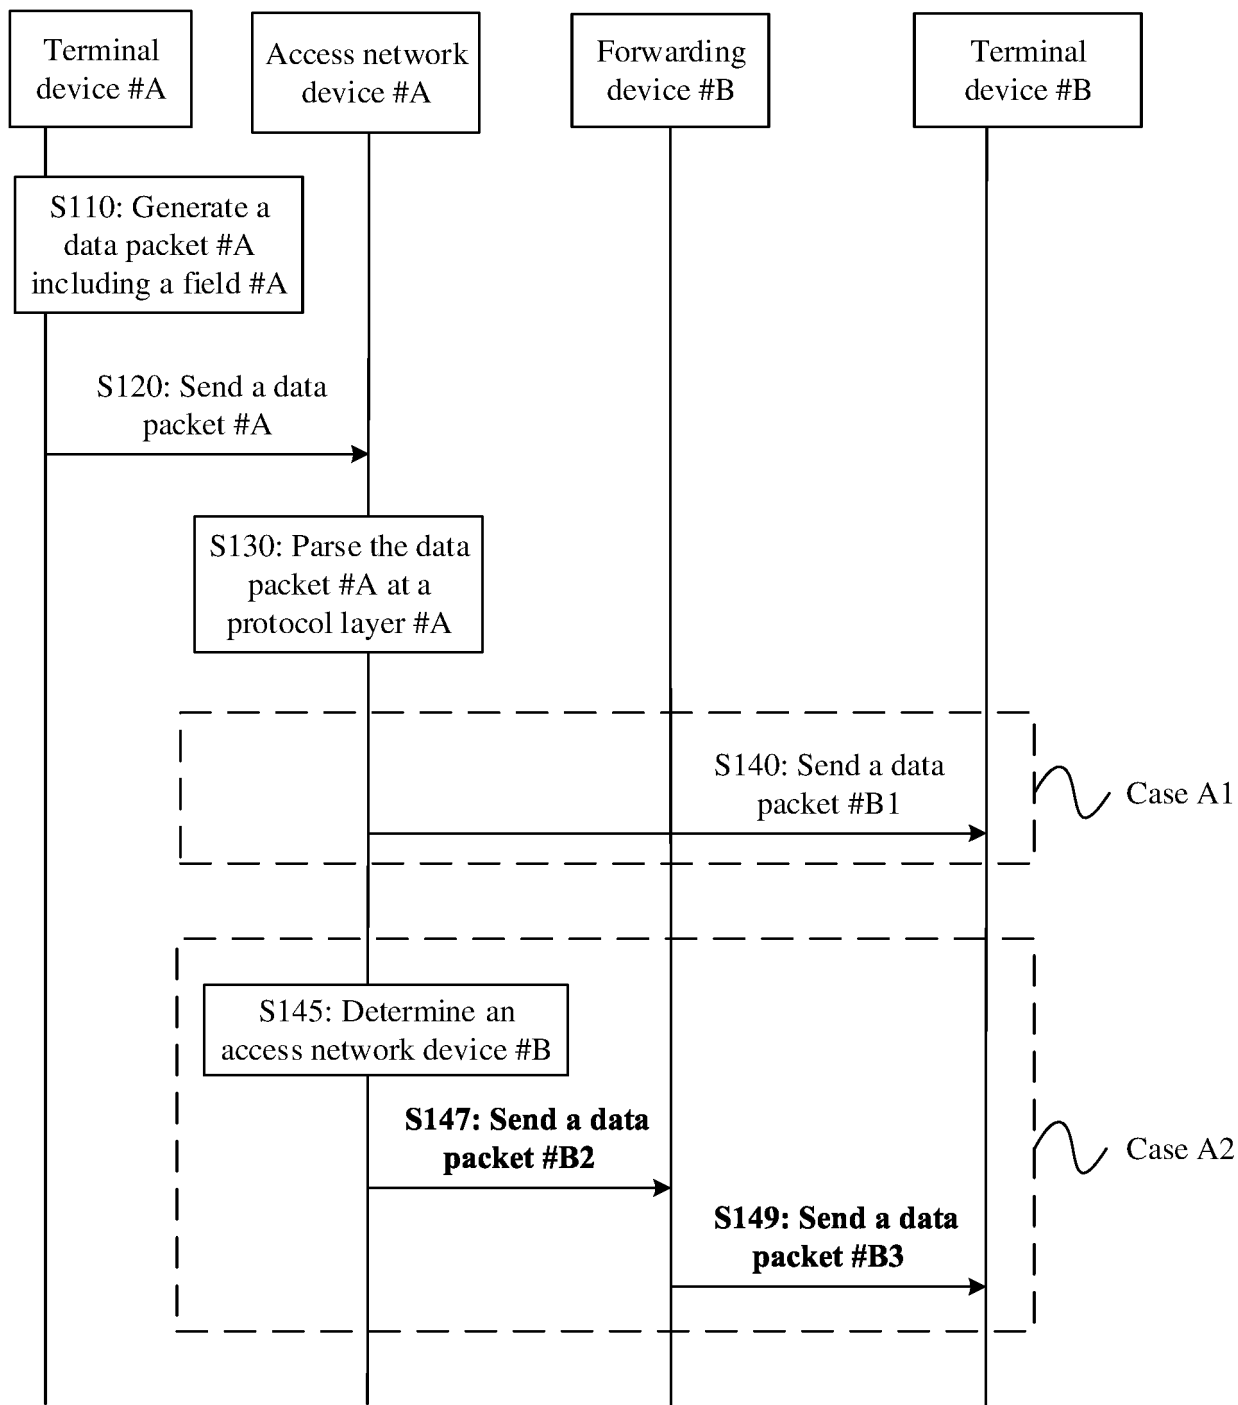 Terminal
device #A
Access network
device #A
Forwarding
device #B
Terminal
device #B
S110: Generate a
data packet #A
including a field #A
S120: Send a data
packet #A
S130: Parse the data
packet #A at a
protocol layer #A
S140: Send a data
packet #B1
Case A1
S145: Determine an
access network device #B
S147: Send a data
packet #B2
Case A2
S149: Send a data
packet #B3